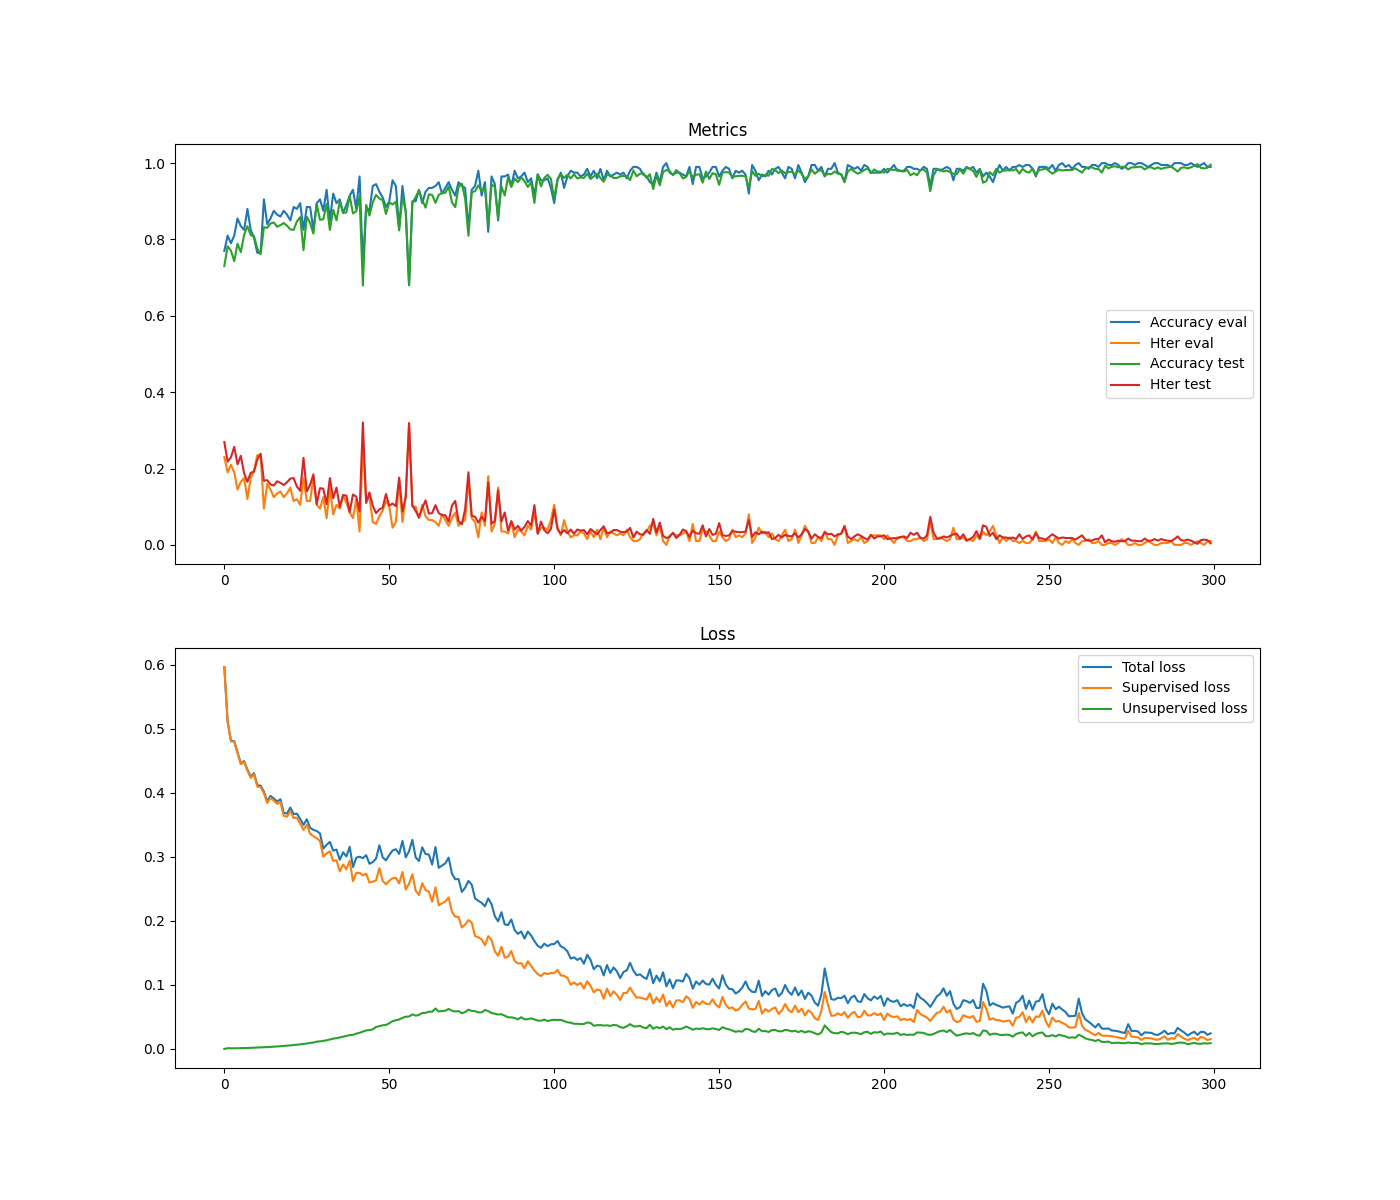 Metrics
1.0
0.8
0.6
0.4
0.2
0.0
Accuracy eval
Hter eval
Accuracy test
Hter test
0 50 100 150 200 250 300
Loss
0.6
0.5
0.4
0.3
0.2
0.1
0.0
Total loss
Supervised loss
Unsupervised loss
0 50 100 150 200 250 300